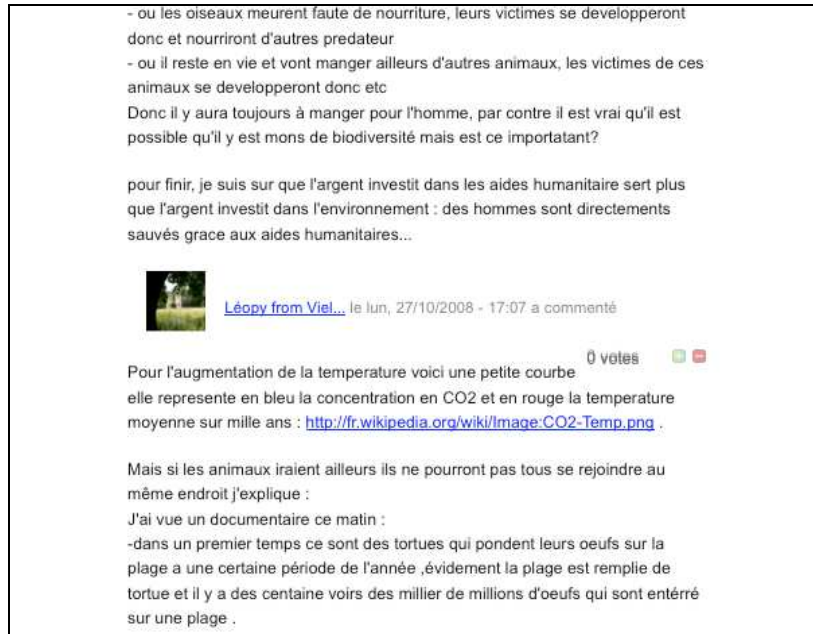 - ou les oiseaux meurent faute de nourriture, leurs victimes se developperont
donc et nourriront d'autres predateur
- ou il reste en vie et vont manger ailleurs d'autres animaux, les victimes de ces
animaux se developperont donc etc
Donc il y aura toujours à manger pour l'homme, par contre il est vrai qu'il est
possible qu'il y est mons de biodiversité mais est ce importatant?
pour finir, je suis sur que l'argent investit dans les aides humanitaire sert plus
que l'argent investit dans l'environnement : des hommes sont directements
sauvés grace aux aides humanitaires...
Léopy from Viel... le lun, 27/10/2008 - 17:07 a commenté
0 votes
Pour l'augmentation de la temperature voici une petite courbe
elle represente en bleu la concentration en CO2 et en rouge la temperature
moyenne sur mille ans : http://fr.wikipedia.org/wiki/Image:CO2-Temp.png .
Mais si les animaux iraient ailleurs ils ne pourront pas tous se rejoindre au
même endroit j'explique :
J'ai vue un documentaire ce matin :
-dans un premier temps ce sont des tortues qui pondent leurs oeufs sur la
plage a une certaine période de l'année ,évidement la plage est remplie de
tortue et il y a des centaine voirs des millier de millions d'oeufs qui sont entérré
sur une plage .